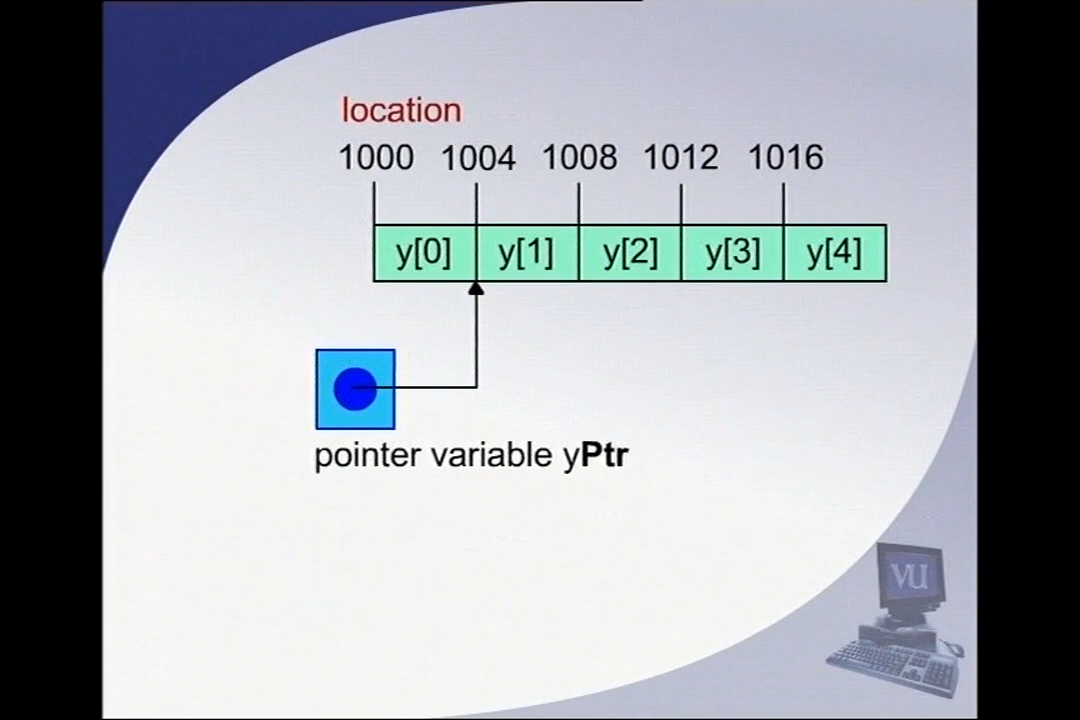 location
1000 1004 1008 1012 1016
y[0] y[1] y[2] y[3] y[4]
pointer variable yPtr
VU